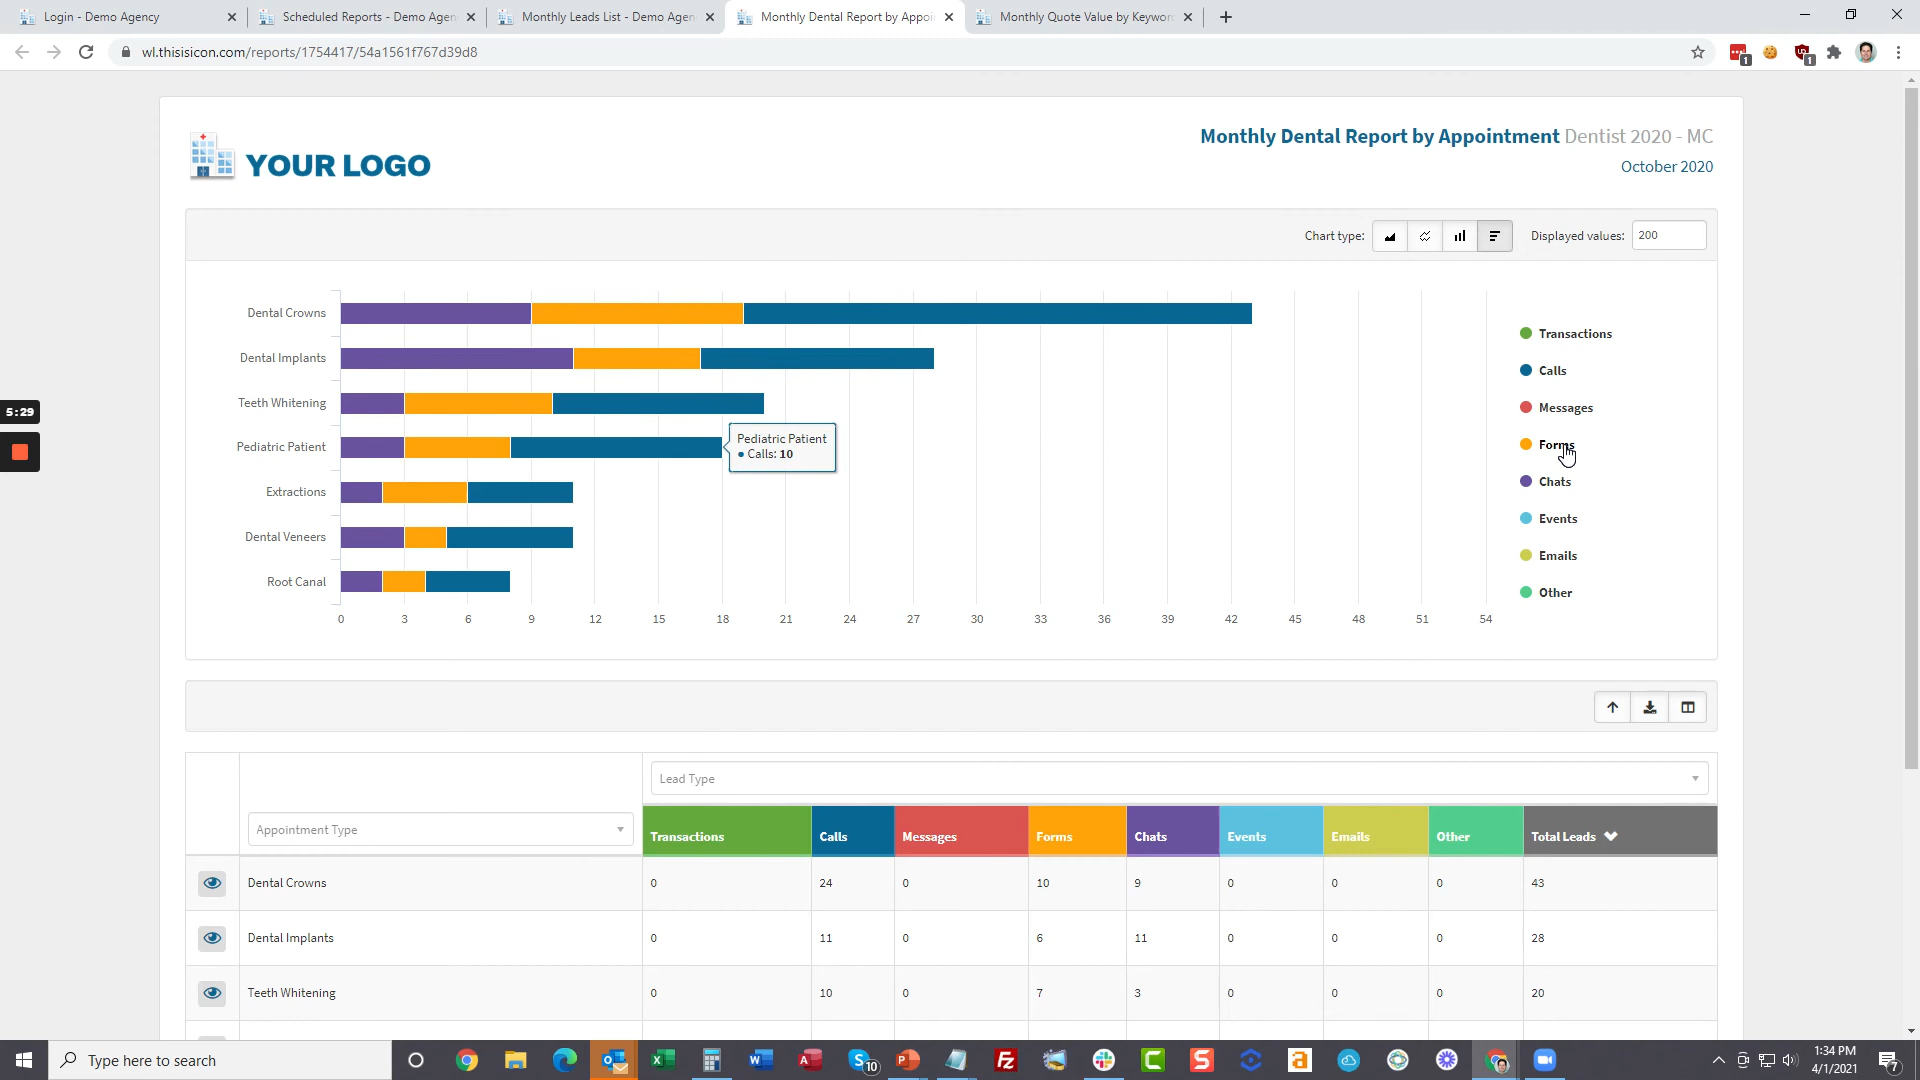 Login - Demo Agency
Scheduled Reports - Demo Agen
Monthly Leads List - Demo Agen
Monthly Dental Report by Appoi
Monthly Quote Value by Keywor
wl.thisisicon.com/reports/1754417/54a1561f767d39d8
1
1
YOUR LOGO
Monthly Dental Report by Appointment Dentist 2020 - MC
October 2020
Chart type:
Displayed values: 200
5:29
Dental Crowns
Dental Implants
Teeth Whitening
Pediatric Patient
Extractions
Dental Veneers
Root Canal
Pediatric Patient
Calls: 10
0 3 6 9 12 15 18 21 24 27 30 33 36 39 42 45 48 51 54
Transactions
Calls
Messages
Forms
Chats
Events
Emails
Other
Lead Type
Appointment Type
Transactions Calls Messages Forms Chats Events Emails Other Total Leads
Dental Crowns 0 24 0 10 9 0 0 0 43
Dental Implants 0 11 0 6 11 0 0 0 28
Teeth Whitening 0 10 0 7 3 0 0 0 20
Type here to search
10
1:34 PM
4/1/2021
7